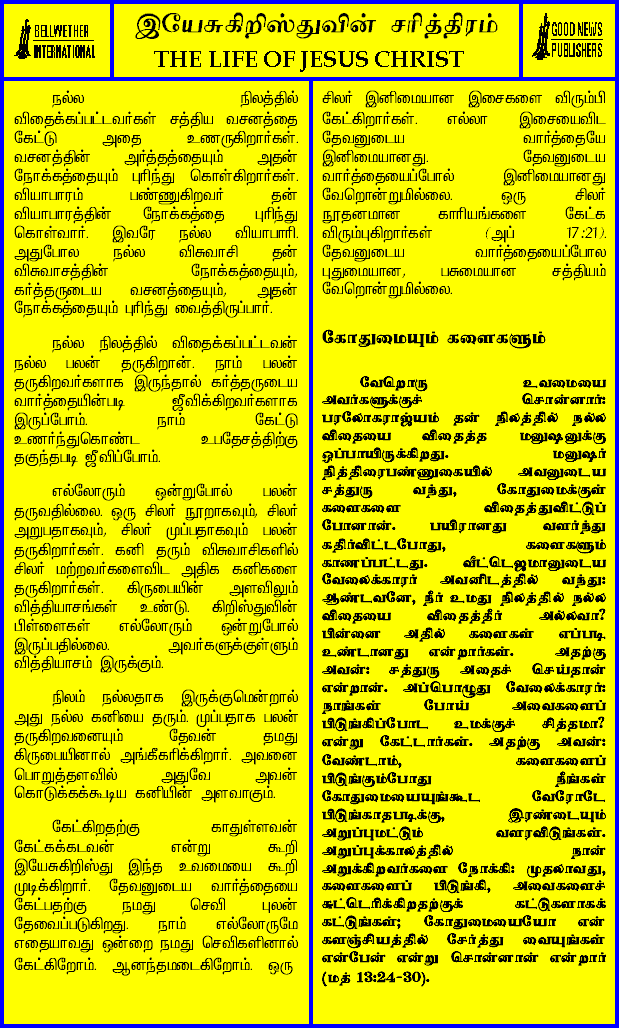 BELLWETHER
INTERNATIONAL
இயேசுகிறிஸ்துவின் சரித்திரம்
THE LIFE OF JESUS CHRIST
GOOD NEWS
PUBLISHERS
நல்ல நிலத்தில்
விதைக்கப்பட்டவர்கள் சத்திய வசனத்தை
கேட்டு அதை உணருகிறார்கள்.
வசனத்தின் அர்த்தத்தையும் அதன்
நோக்கத்தையும் புரிந்து கொள்கிறார்கள்.
வியாபாரம் பண்ணுகிறவர் தன்
வியாபாரத்தின் நோக்கத்தை புரிந்து
கொள்வார். இவரே நல்ல வியாபாரி.
அதுபோல நல்ல விசுவாசி தன்
விசுவாசத்தின் நோக்கத்தையும்,
கர்த்தருடைய வசனத்தையும், அதன்
நோக்கத்தையும் புரிந்து வைத்திருப்பார்.
நல்ல நிலத்தில் விதைக்கப்பட்டவன்
நல்ல பலன் தருகிறான். நாம் பலன்
தருகிறவர்களாக இருந்தால் கர்த்தருடைய
வார்த்தையின்படி ஜீவிக்கிறவர்களாக
இருப்போம். நாம் கேட்டு
உணர்ந்துகொண்ட உபதேசத்திற்கு
தகுந்தபடி ஜீவிப்போம்.
எல்லோரும் ஒன்றுபோல் பலன்
தருவதில்லை. ஒரு சிலர் நூறாகவும், சிலர்
அறுபதாகவும், சிலர் முப்பதாகவும் பலன்
தருகிறார்கள். கனி தரும் விசுவாசிகளில்
சிலர் மற்றவர்களைவிட அதிக கனிகளை
தருகிறார்கள். கிருபையின் அளவிலும்
வித்தியாசங்கள் உண்டு. கிறிஸ்துவின்
பிள்ளைகள் எல்லோரும் ஒன்றுபோல்
இருப்பதில்லை. அவர்களுக்குள்ளும்
வித்தியாசம் இருக்கும்.
நிலம் நல்லதாக இருக்குமென்றால்
அது நல்ல கனியை தரும். முப்பதாக பலன்
தருகிறவனையும் தேவன் தமது
கிருபையினால் அங்கீகரிக்கிறார். அவனை
பொறுத்தளவில் அதுவே அவன்
கொடுக்கக்கூடிய கனியின் அளவாகும்.
கேட்கிறதற்கு காதுள்ளவன்
கேட்கக்கடவன் என்று கூறி
இயேசுகிறிஸ்து இந்த உவமையை கூறி
முடிக்கிறார். தேவனுடைய வார்த்தையை
கேட்பதற்கு நமது செவி புலன்
தேவைப்படுகிறது. நாம் எல்லோருமே
எதையாவது ஒன்றை நமது செவிகளினால்
கேட்கிறோம். ஆனந்தமடைகிறோம். ஒரு
சிலர் இனிமையான இசைகளை விரும்பி
கேட்கிறார்கள். எல்லா இசையைவிட
தேவனுடைய வார்த்தையே
இனிமையானது. தேவனுடைய
வார்த்தையைப்போல் இனிமையானது
வேறொன்றுமில்லை. ஒரு சிலர்
நூதனமான காரியங்களை கேட்க
விரும்புகிறார்கள் (அப் 17:21).
தேவனுடைய வார்த்தையைப்போல
புதுமையான, பசுமையான சத்தியம்
வேறொன்றுமில்லை.
கோதுமையும் களைகளும்
வேறொரு உவமையை
அவர்களுக்குச் சொன்னார்:
பரலோகராஜ்யம் தன் நிலத்தில் நல்ல
விதையை விதைத்த மனுஷனுக்கு
ஒப்பாயிருக்கிறது. மனுஷர்
நித்திரைபண்ணுகையில் அவனுடைய
சத்துரு வந்து, கோதுமைக்குள்
களைகளை விதைத்துவிட்டுப்
போனான். பயிரானது வளர்ந்து
கதிர்விட்டபோது, களைகளும்
காணப்பட்டது. வீட்டெஜமானுடைய
வேலைக்காரர் அவனிடத்தில் வந்து:
ஆண்டவனே, நீர் உமது நிலத்தில் நல்ல
விதையை விதைத்தீர் அல்லவா?
பின்னை அதில் களைகள் எப்படி
உண்டானது என்றார்கள். அதற்கு
அவன்: சத்துரு அதைச் செய்தான்
என்றான். அப்பொழுது வேலைக்காரர்:
நாங்கள் போய் அவைகளைப்
பிடுங்கிப்போட உமக்குச் சித்தமா?
என்று கேட்டார்கள். அதற்கு அவன்:
வேண்டாம், களைகளைப்
பிடுங்கும்போது நீங்கள்
கோதுமையையுங்கூட வேரோடே
பிடுங்காதபடிக்கு, இரண்டையும்
அறுப்புமட்டும் வளரவிடுங்கள்.
அறுப்புக்காலத்தில் நான்
அறுக்கிறவர்களை நோக்கி: முதலாவது,
களைகளைப் பிடுங்கி, அவைகளைச்
சுட்டெரிக்கிறதற்குக் கட்டுகளாகக்
கட்டுங்கள்; கோதுமையையோ என்
களஞ்சியத்தில் சேர்த்து வையுங்கள்
என்பேன் என்று சொன்னான் என்றார்
(மத் 13:24-30).